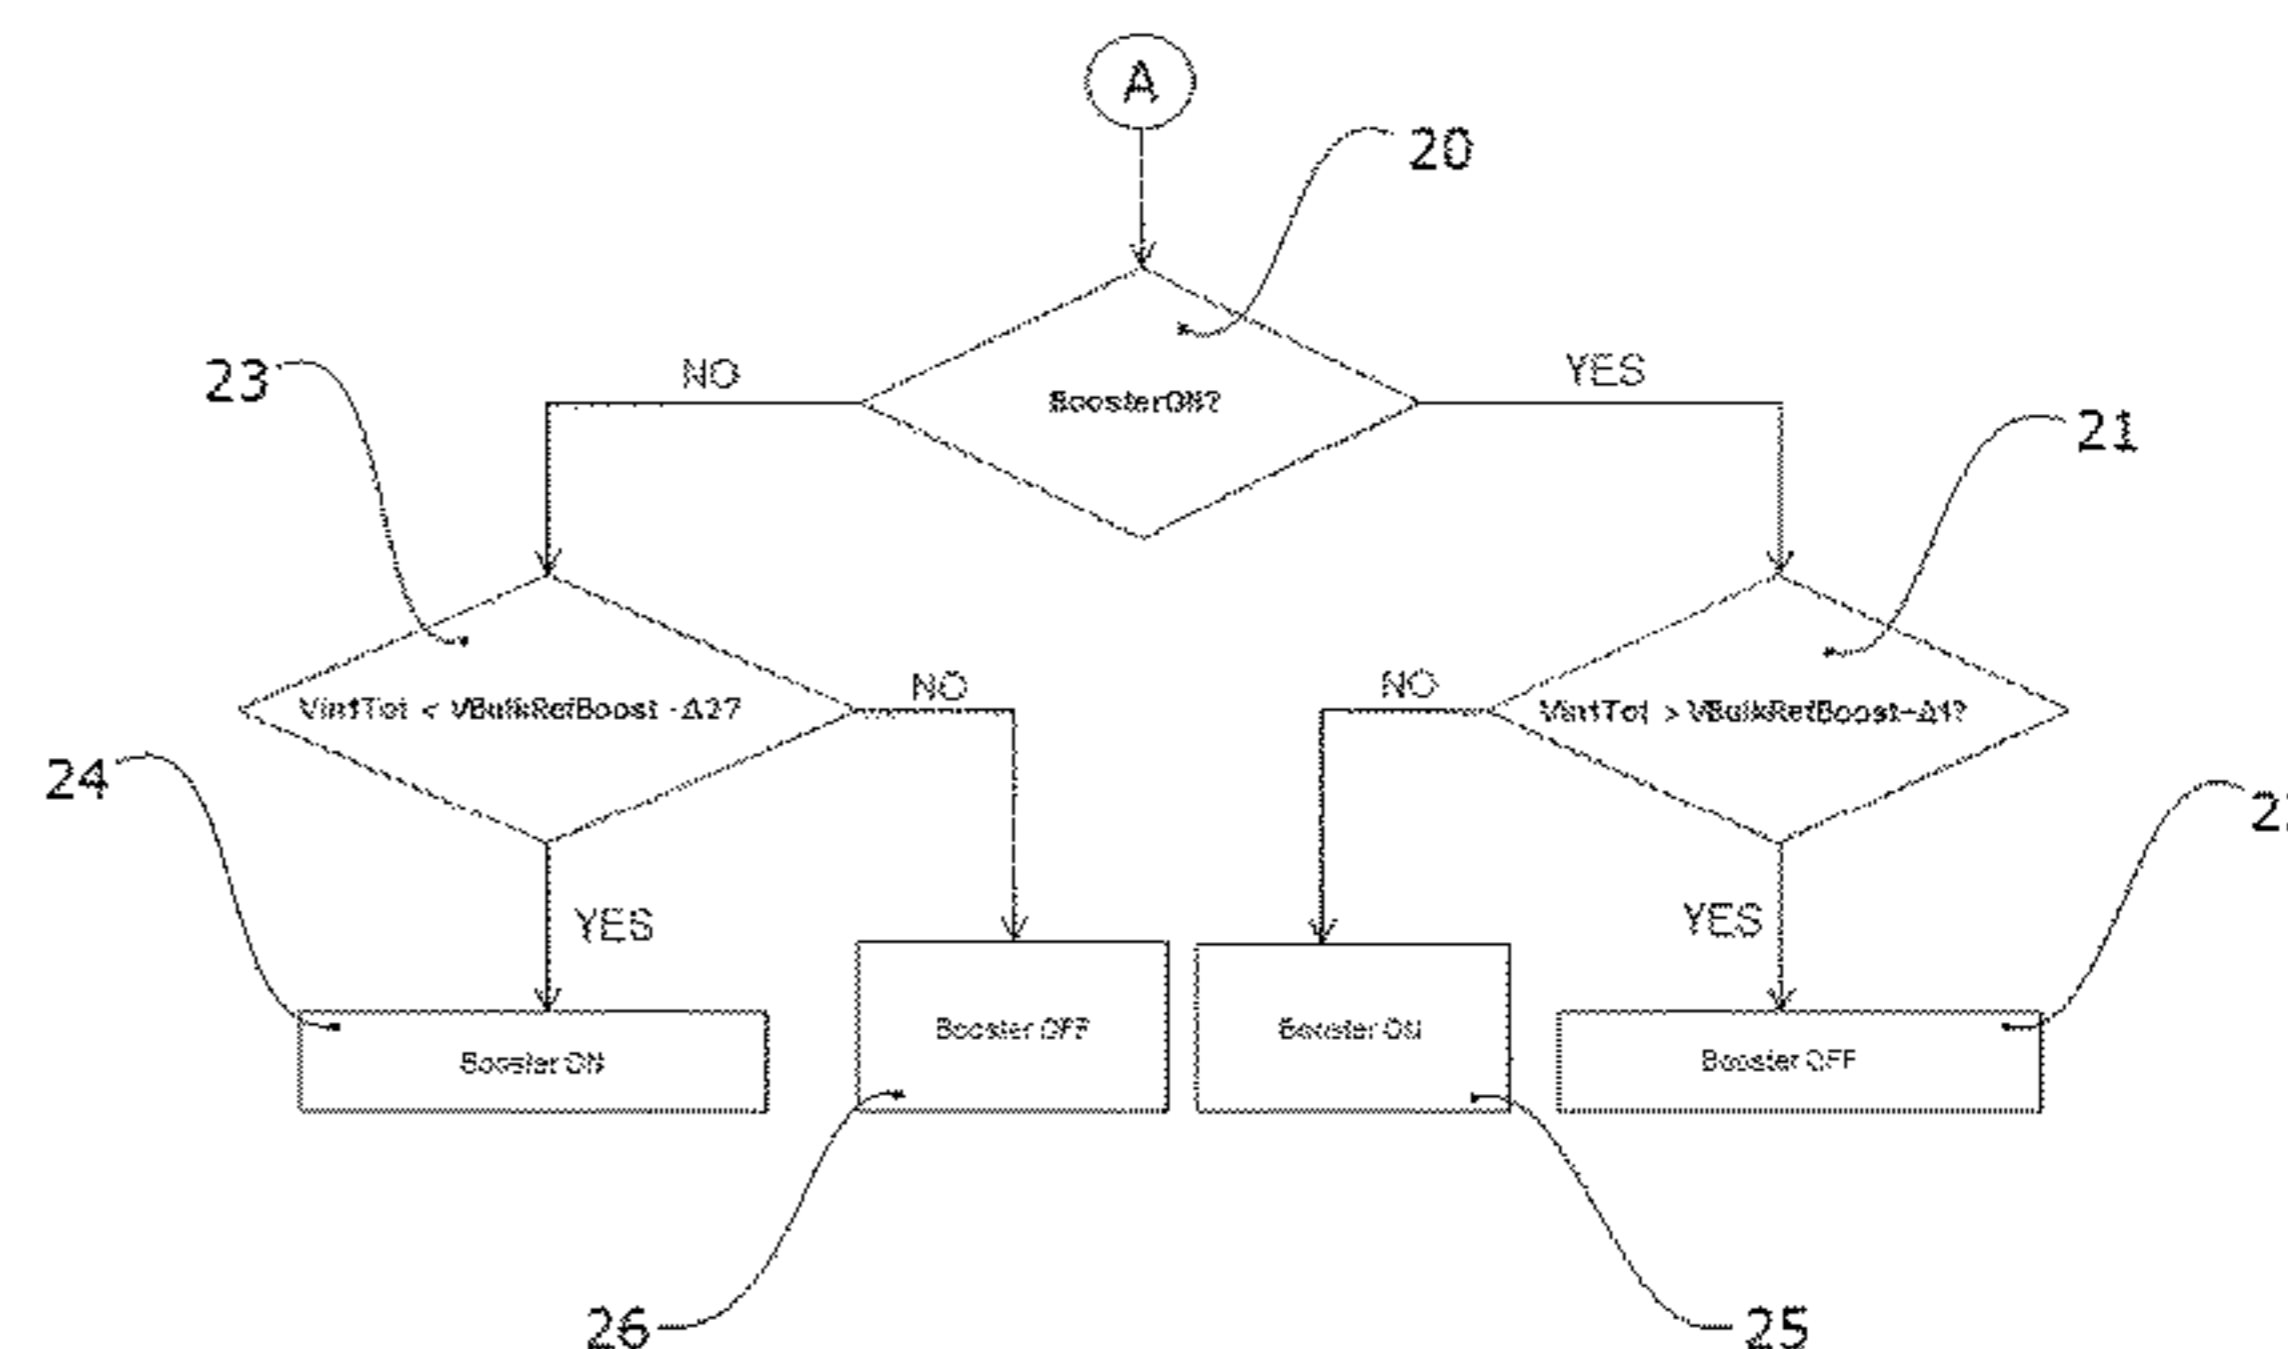 A
20
NO
YES
23
BoosterON?
21
NO
NO
VintTot < VBulkRefBoost -Δ2?
VintTot > VBulkRefBoost-Δ1?
24
YES
YES
Booster OFF
Booster ON
Booster ON
Booster OFF
26
25